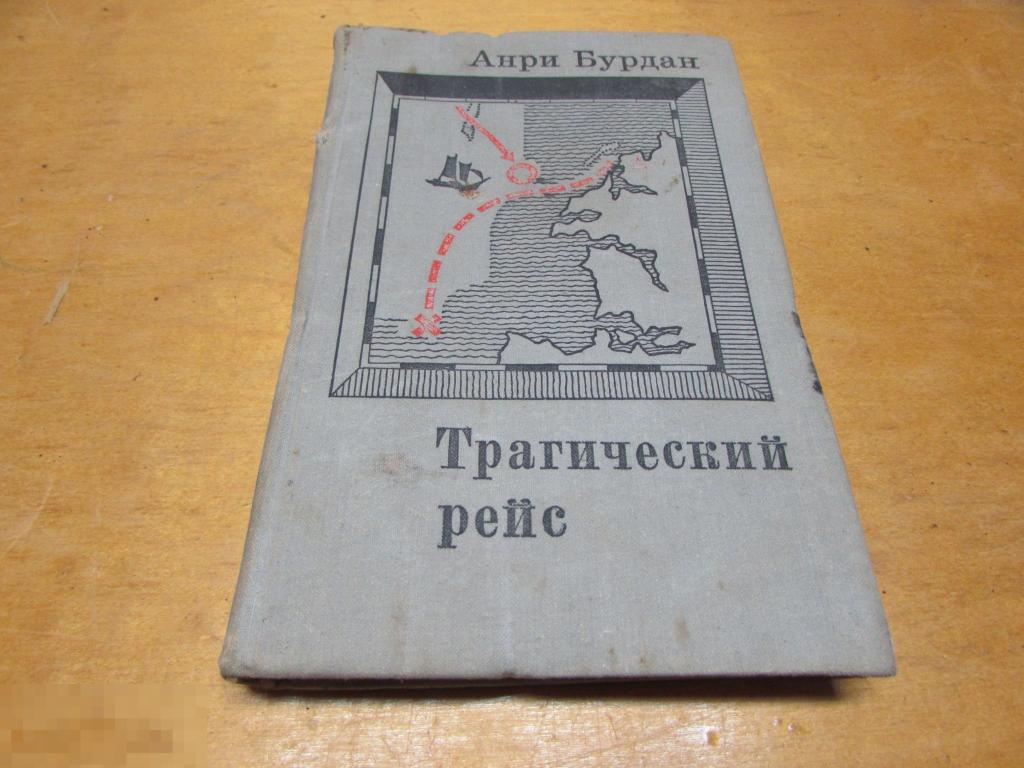 Анри Бурдан
Трагический
рейс